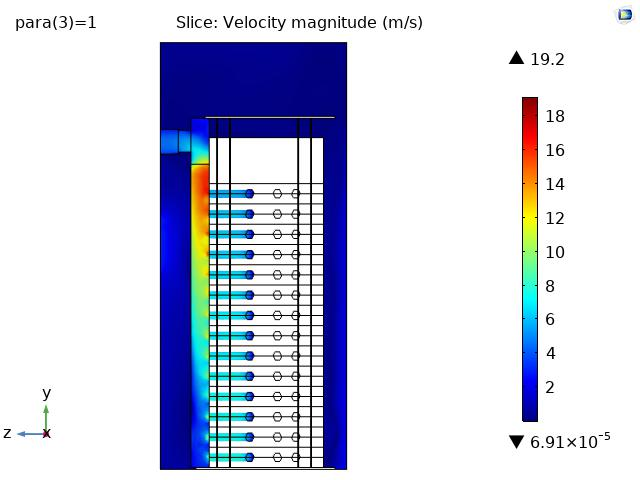 para(3)=1
Slice: Velocity magnitude (m/s)
▲ 19.2
18
16
14
12
10
8
6
4
2
▼ 6.91×10⁻⁵
y
z
x